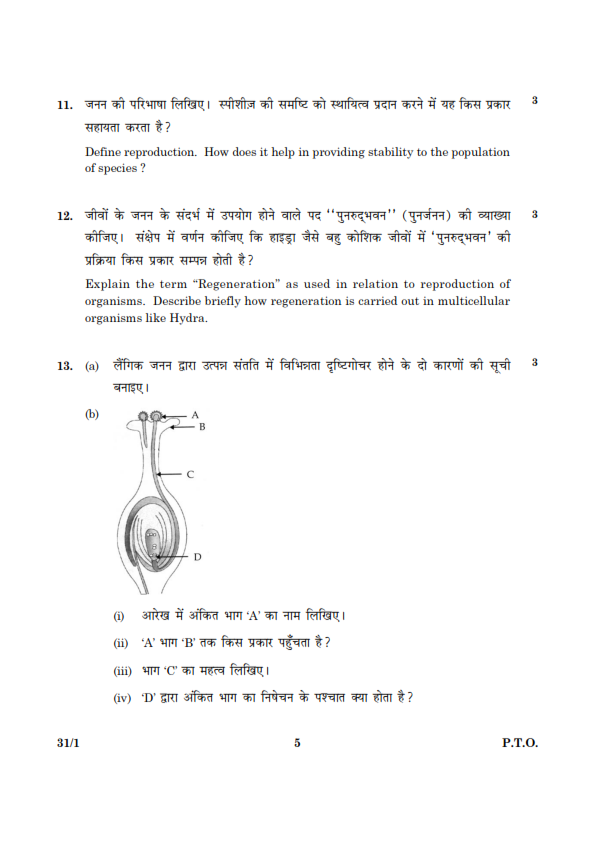 11. जनन की परिभाषा लिखिए। स्पीशीज़ की समष्टि को स्थायित्व प्रदान करने में यह किस प्रकार 3
सहायता करता है ?
Define reproduction. How does it help in providing stability to the population
of species ?
12. जीवों के जनन के संदर्भ में उपयोग होने वाले पद ‘‘पुनरुद्भवन’’ (पुनर्जनन) की व्याख्या 3
कीजिए। संक्षेप में वर्णन कीजिए कि हाइड्रा जैसे बहु कोशिक जीवों में ‘पुनरुद्भवन’ की
प्रक्रिया किस प्रकार सम्पन्न होती है ?
Explain the term “Regeneration” as used in relation to reproduction of
organisms. Describe briefly how regeneration is carried out in multicellular
organisms like Hydra.
13. (a) लैंगिक जनन द्वारा उत्पन्न संतति में विभिन्नता दृष्टिगोचर होने के दो कारणों की सूची 3
बनाइए।
(b)
A
B
C
D
(i) आरेख में अंकित भाग ‘A’ का नाम लिखिए।
(ii) ‘A’ भाग ‘B’ तक किस प्रकार पहुँचता है ?
(iii) भाग ‘C’ का महत्व लिखिए।
(iv) ‘D’ द्वारा अंकित भाग का निषेचन के पश्चात क्या होता है ?
31/1 5 P.T.O.